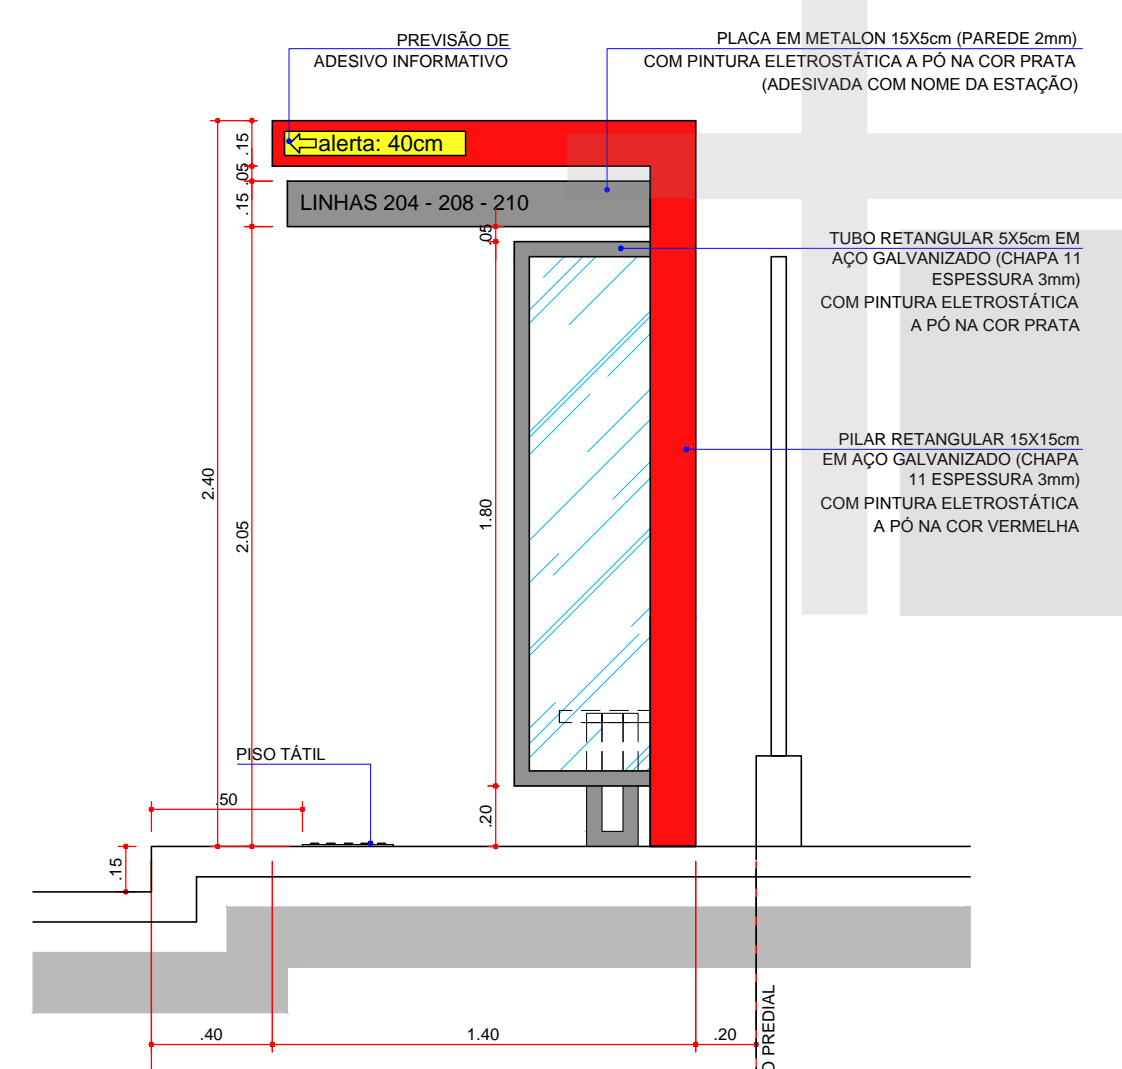 PREVISÃO DE
ADESIVO INFORMATIVO
PLACA EM METALON 15X5cm (PAREDE 2mm)
COM PINTURA ELETROSTÁTICA A PÓ NA COR PRATA
(ADESIVADA COM NOME DA ESTAÇÃO)
alerta: 40cm
LINHAS 204 - 208 - 210
.15
.05
.15
.05
TUBO RETANGULAR 5X5cm EM
AÇO GALVANIZADO (CHAPA 11
ESPESSURA 3mm)
COM PINTURA ELETROSTÁTICA
A PÓ NA COR PRATA
PILAR RETANGULAR 15X15cm
EM AÇO GALVANIZADO (CHAPA
11 ESPESSURA 3mm)
COM PINTURA ELETROSTÁTICA
A PÓ NA COR VERMELHA
2.40
2.05
1.80
PISO TÁTIL
.50
.20
.15
.40
1.40
.20
O PREDIAL